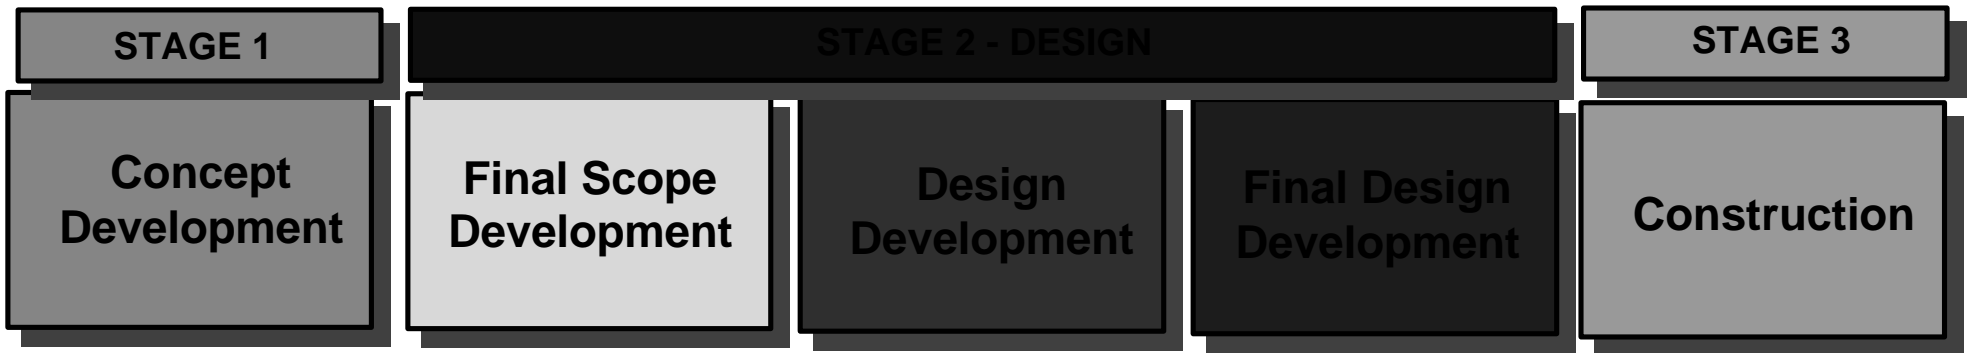 STAGE 1
STAGE 2 - DESIGN
STAGE 3
Concept
Development
Final Scope
Development
Design
Development
Final Design
Development
Construction